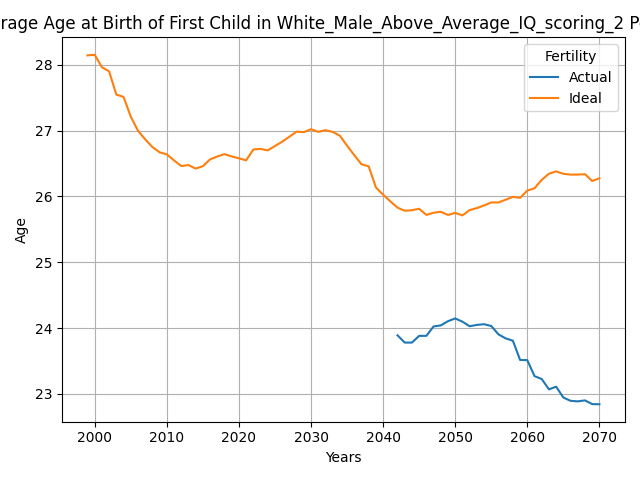 rage Age at Birth of First Child in White_Male_Above_Average_IQ_scoring_2 P
Fertility
Actual
Ideal
28
27
26
25
24
23
Age
2000 2010 2020 2030 2040 2050 2060 2070
Years